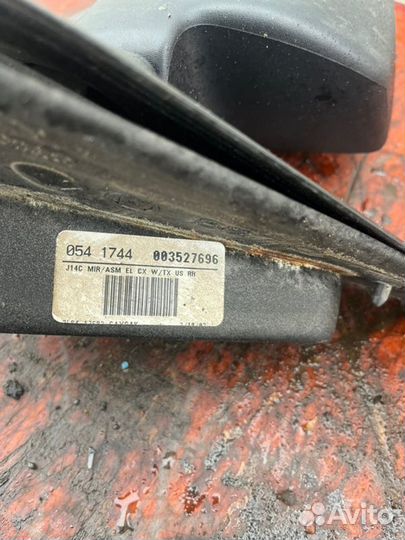 054 1744 003527696
J14C MIR/ASM EL CX W/TX US RH
Avito